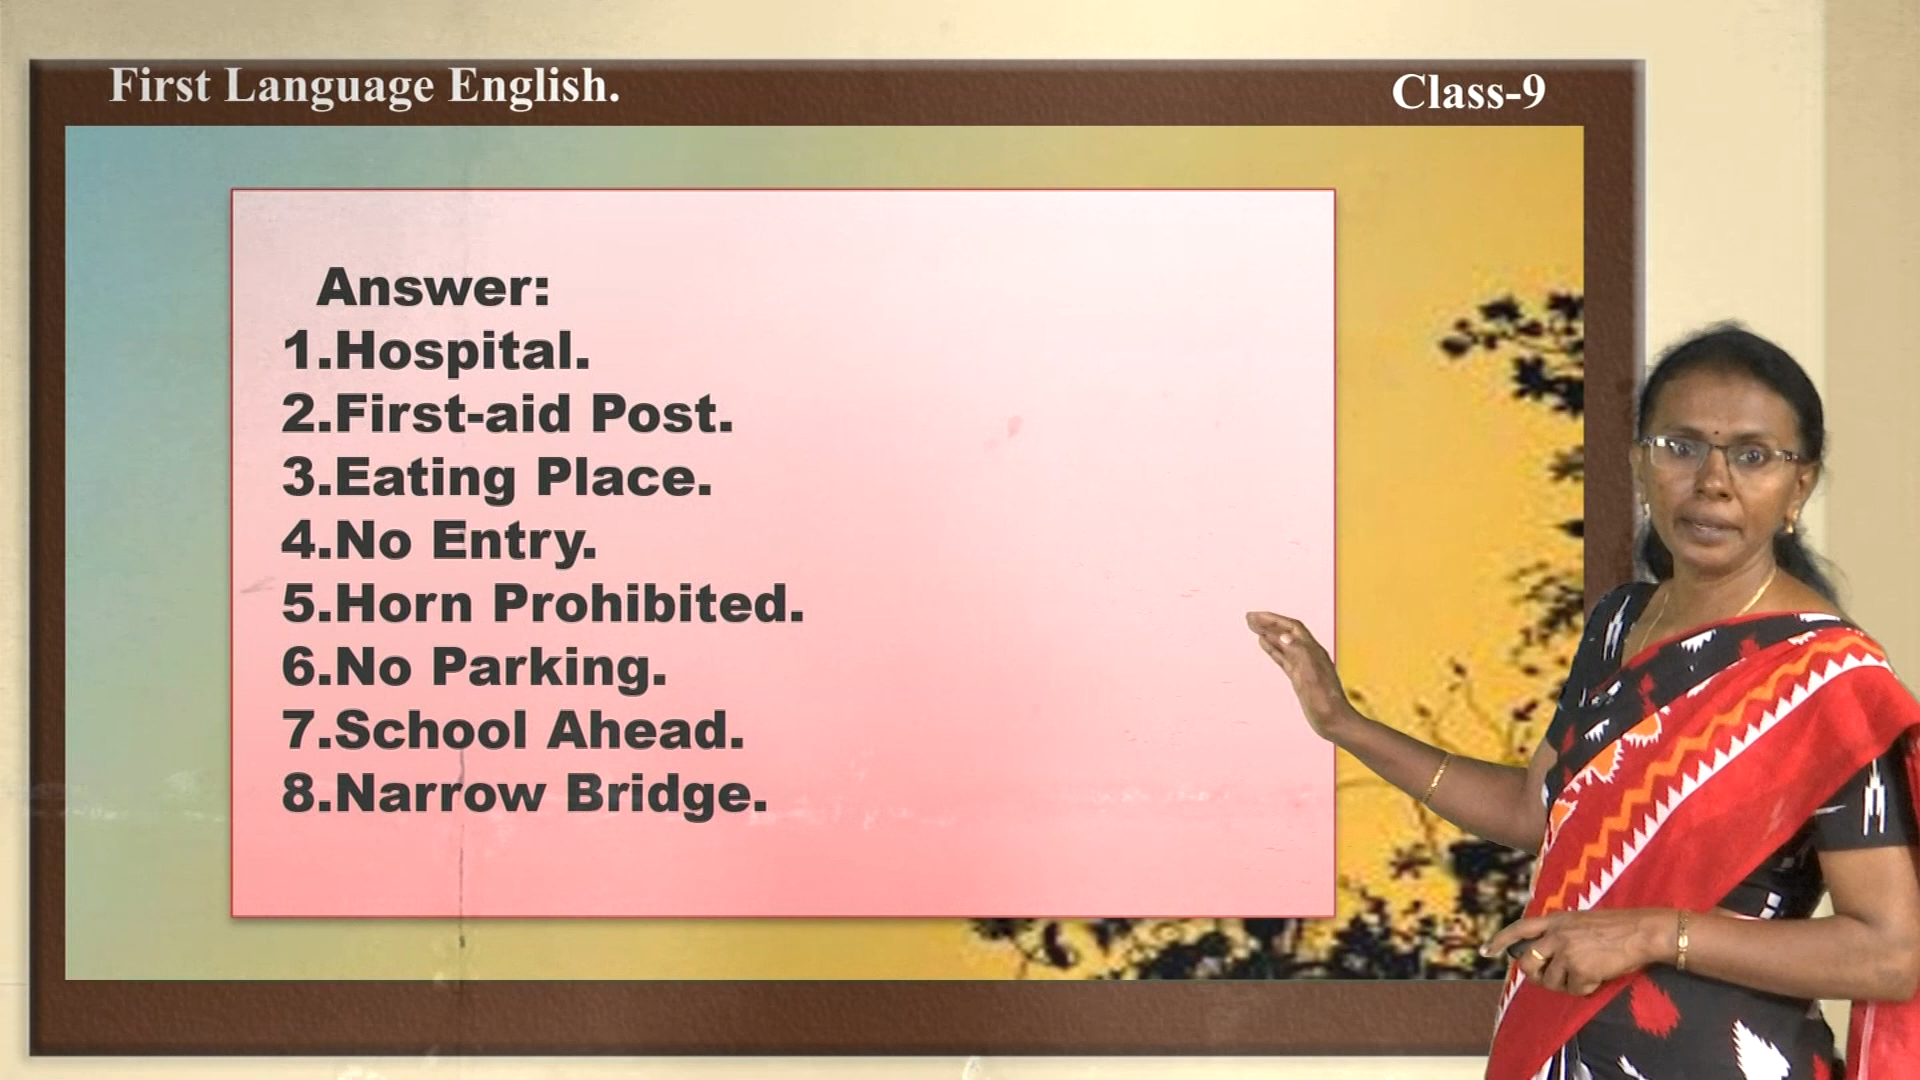 First Language English.
Class-9
Answer:
1.Hospital.
2.First-aid Post.
3.Eating Place.
4.No Entry.
5.Horn Prohibited.
6.No Parking.
7.School Ahead.
8.Narrow Bridge.